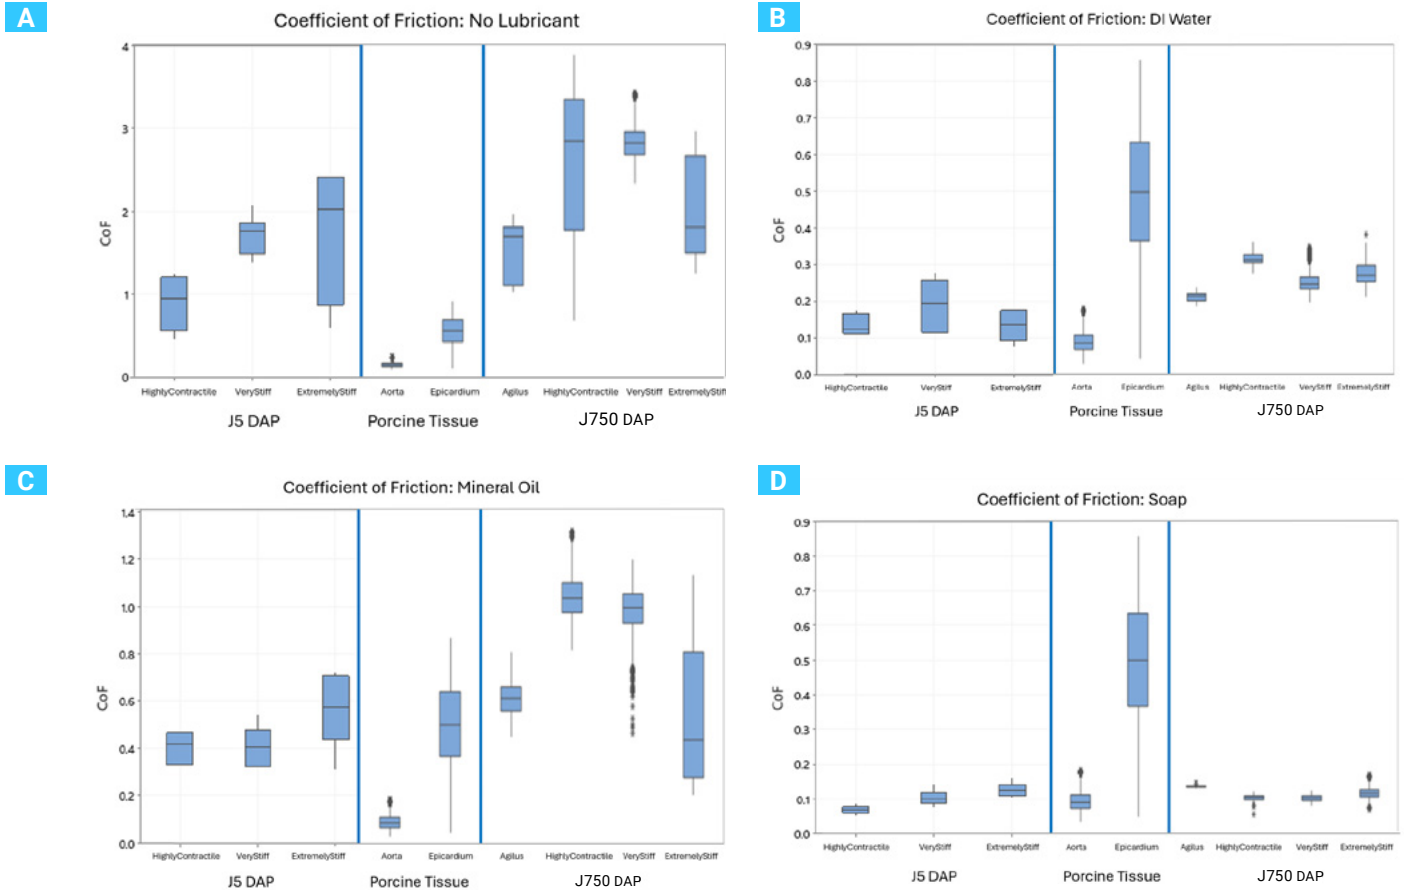 A
Coefficient of Friction: No Lubricant
4
3
2
1
0
CoF
HighlyContractile VeryStiff ExtremelyStiff Aorta Epicardium Agilus HighlyContractile VeryStiff ExtremelyStiff
J5 DAP Porcine Tissue J750 DAP
B
Coefficient of Friction: DI Water
0.9
0.8
0.7
0.6
0.5
0.4
0.3
0.2
0.1
0.0
CoF
HighlyContractile VeryStiff ExtremelyStiff Aorta Epicardium Agilus HighlyContractile VeryStiff ExtremelyStiff
J5 DAP Porcine Tissue J750 DAP
C
Coefficient of Friction: Mineral Oil
1.4
1.2
1.0
0.8
0.6
0.4
0.2
0.0
CoF
HighlyContractile VeryStiff ExtremelyStiff Aorta Epicardium Agilus HighlyContractile VeryStiff ExtremelyStiff
J5 DAP Porcine Tissue J750 DAP
D
Coefficient of Friction: Soap
0.9
0.8
0.7
0.6
0.5
0.4
0.3
0.2
0.1
0.0
CoF
HighlyContractile VeryStiff ExtremelyStiff Aorta Epicardium Agilus HighlyContractile VeryStiff ExtremelyStiff
J5 DAP Porcine Tissue J750 DAP